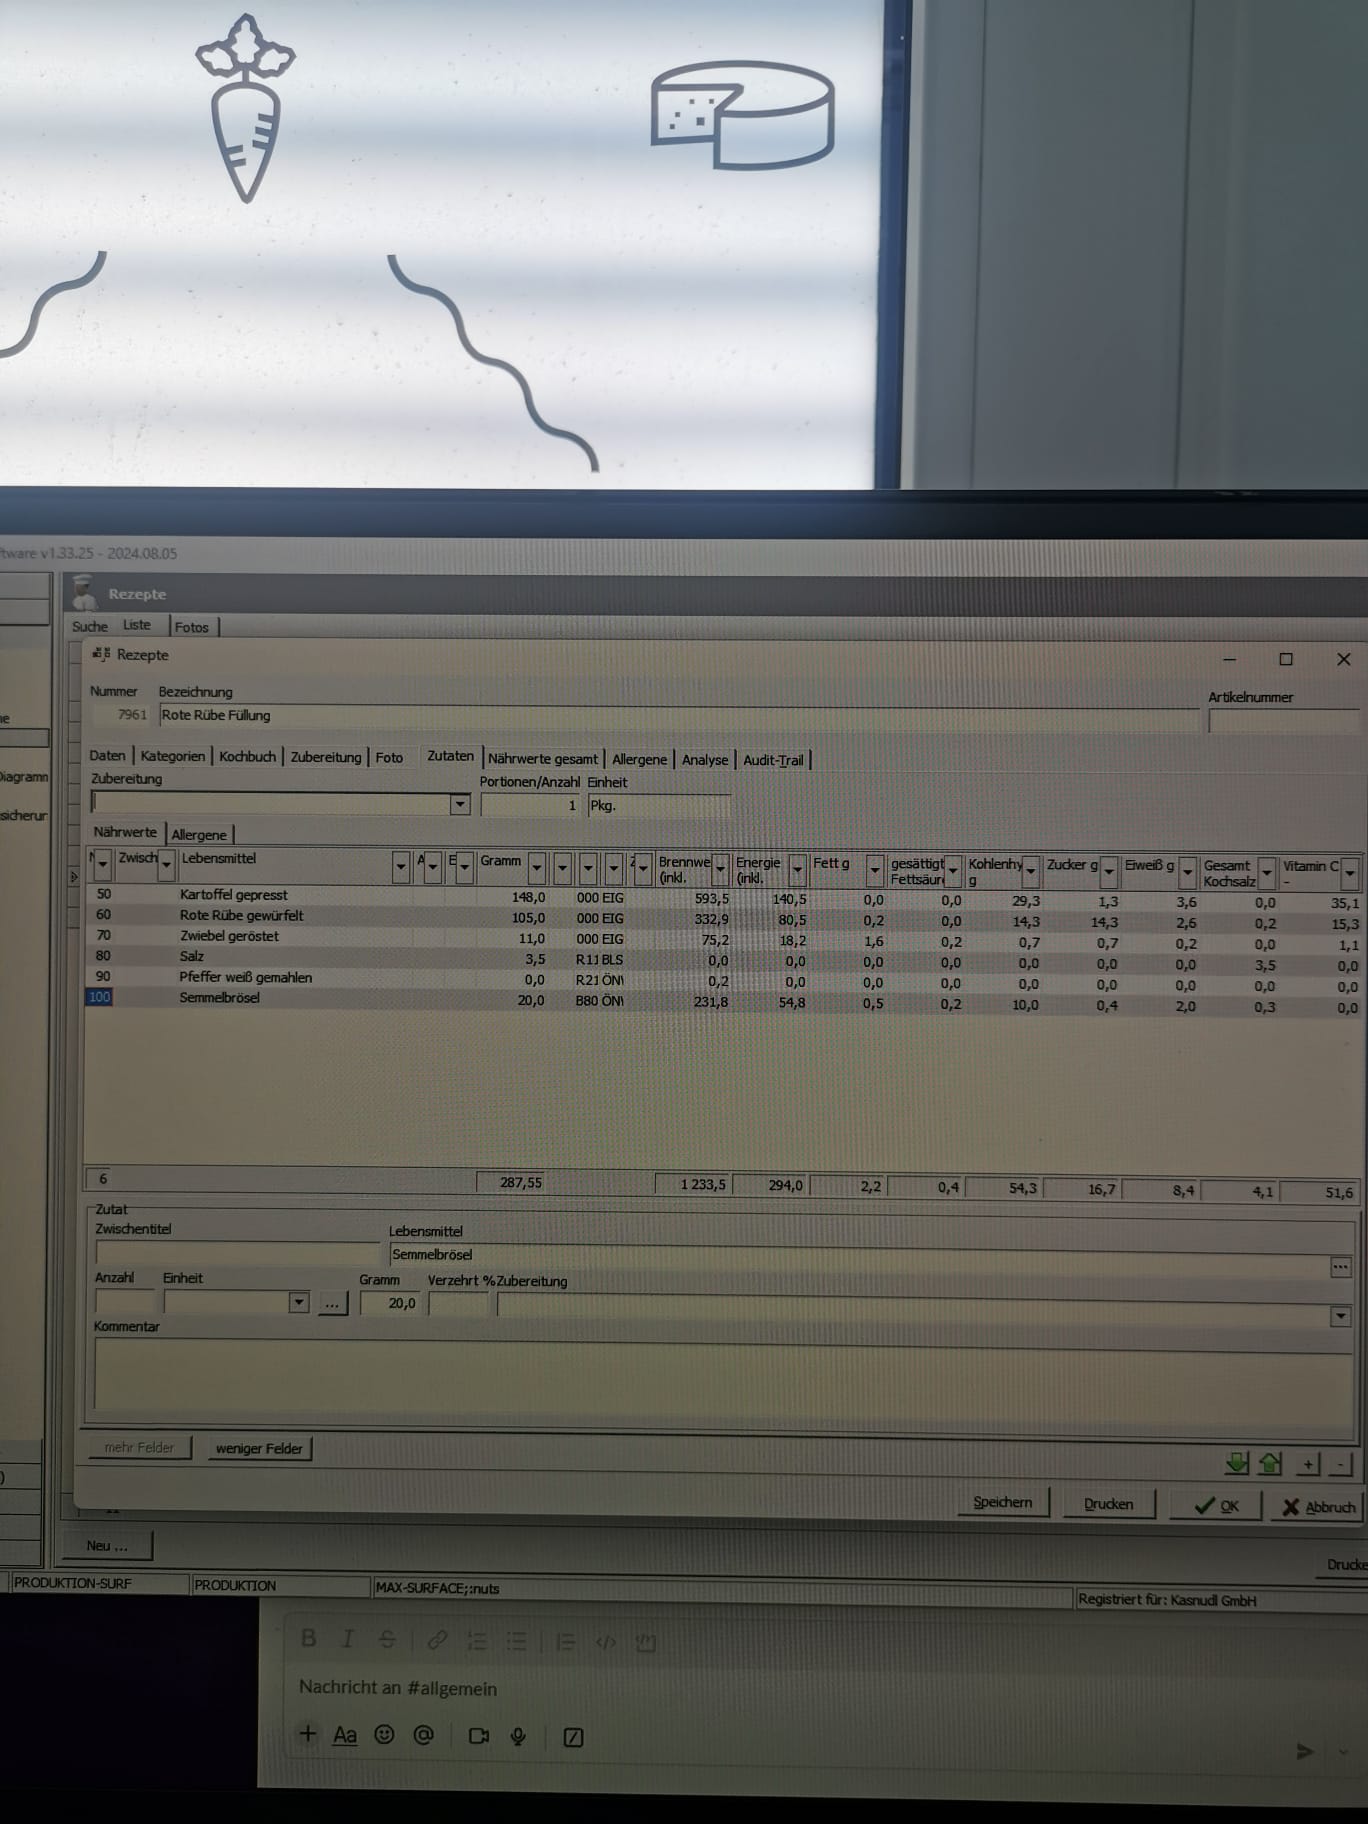 ftware v1.33.25 - 2024.08.05
Rezepte
Suche Liste Fotos
Rezepte
Nummer Bezeichnung Artikelnummer
7961 Rote Rübe Füllung
Daten Kategorien Kochbuch Zubereitung Foto Zutaten Nährwerte gesamt Allergene Analyse Audit-Trail
Zubereitung Portionen/Anzahl Einheit
1 Pkg.
Nährwerte Allergene
Zwisch Lebensmittel A E Gramm Z Brennwe (inkl. Energie (inkl. Fett g gesättigt Fettsäur Kohlenhy g Zucker g Eiweiß g Gesamt Kochsalz Vitamin C -
50 Kartoffel gepresst 148,0 000 EIG 593,5 140,5 0,0 0,0 29,3 1,3 3,6 0,0 35,1
60 Rote Rübe gewürfelt 105,0 000 EIG 332,9 80,5 0,2 0,0 14,3 14,3 2,6 0,2 15,3
70 Zwiebel geröstet 11,0 000 EIG 75,2 18,2 1,6 0,2 0,7 0,7 0,2 0,0 1,1
80 Salz 3,5 R11 BLS 0,0 0,0 0,0 0,0 0,0 0,0 0,0 3,5 0,0
90 Pfeffer weiß gemahlen 0,0 R21 ÖN 0,2 0,0 0,0 0,0 0,0 0,0 0,0 0,0 0,0
100 Semmelbrösel 20,0 B80 ÖN 231,8 54,8 0,5 0,2 10,0 0,4 2,0 0,3 0,0
6 287,55 1 233,5 294,0 2,2 0,4 54,3 16,7 8,4 4,1 51,6
Zutat
Zwischentitel Lebensmittel
Semmelbrösel
Anzahl Einheit Gramm Verzehrt % Zubereitung
... 20,0
Kommentar
mehr Felder weniger Felder
+ -
Speichern Drucken OK Abbruch
Neu ...
Drucke
PRODUKTION-SURF PRODUKTION MAX-SURFACE;:nuts Registriert für: Kasnudl GmbH
B I S
Nachricht an #allgemein
Aa @
Diagramm
sicherun